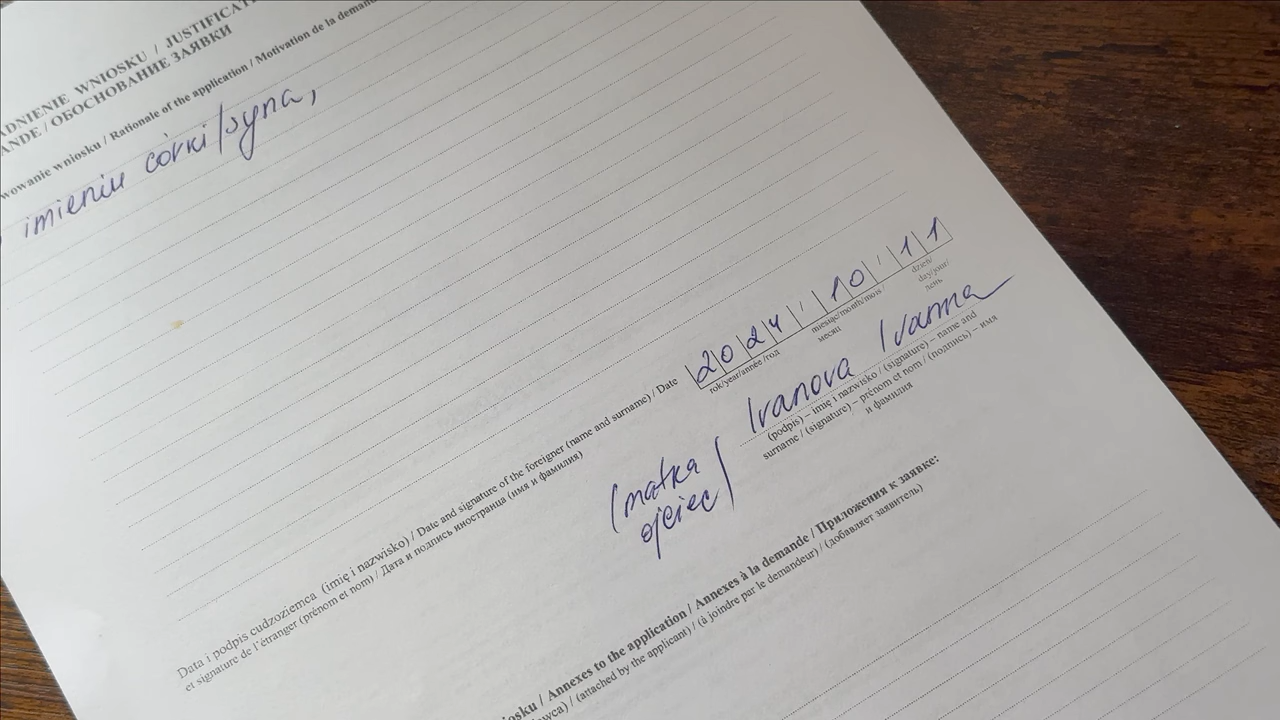 ADNIENIE WNIOSKU / JUSTIFICAT
ANDE / ОБОСНОВАНИЕ ЗАЯВКИ
wowanie wniosku / Rationale of the application / Motivation de la deman
imieniu córki/syna,
2024 10 11
rok/year/année/год
miesiąc/month/mois/
месяц
dzień/
day/jour/
день
Data i podpis cudzoziemca (imię i nazwisko) / Date and signature of the foreigner (name and surname) / Date
et signature de l'étranger (prénom et nom) / Дата и подпись иностранца (имя и фамилия)
Ivanova Ivanna
(podpis) – imię i nazwisko / (signature) – name and
surname / (signature) – prénom et nom / (подпись) – имя
и фамилия
(matka
ojciec)
iosku / Annexes to the application / Annexes à la demande / Приложения к заявке:
wca) / (attached by the applicant) / (à joindre par le demandeur) / (добавляет заявитель)